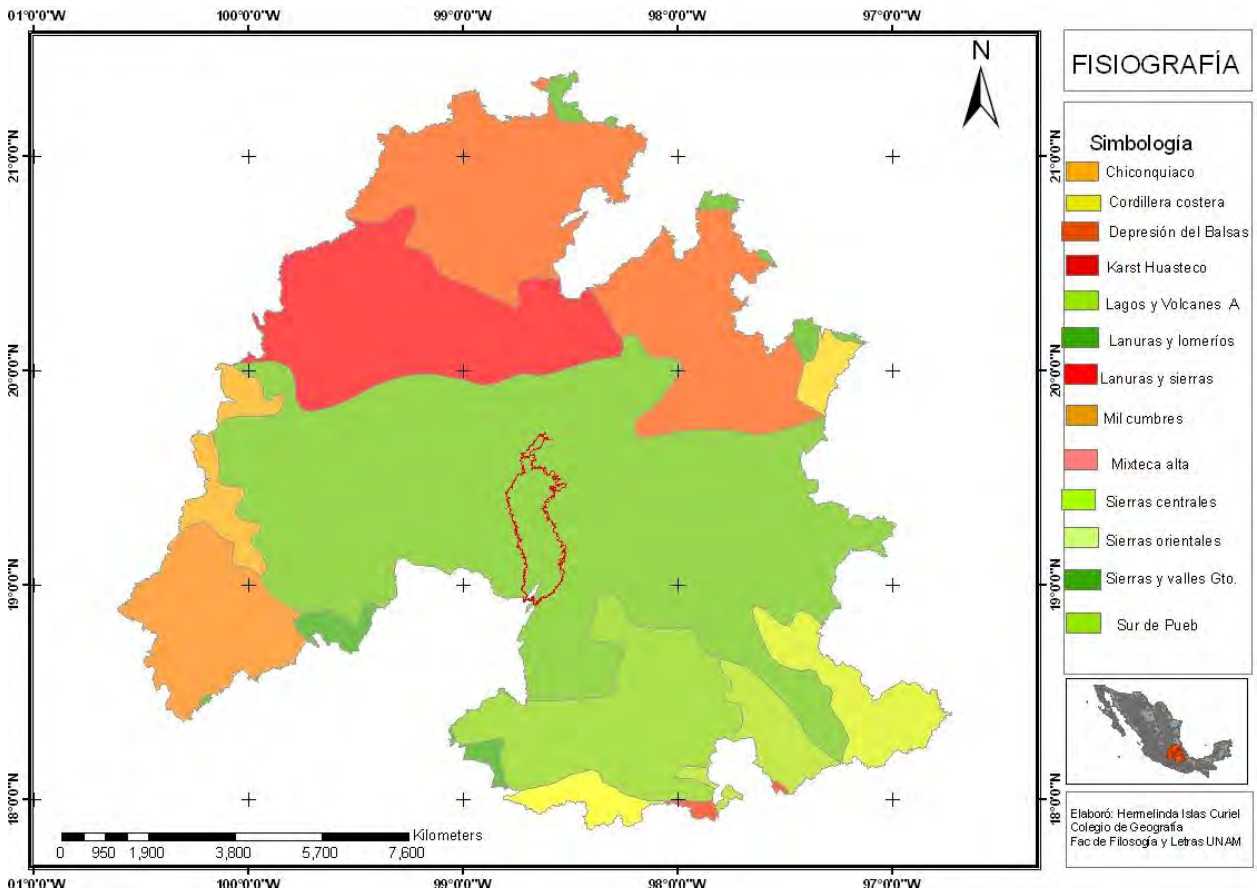 101°0'0"W 100°0'0"W 99°0'0"W 98°0'0"W 97°0'0"W
21°0'0"N
20°0'0"N
19°0'0"N
18°0'0"N
N
Kilometers
0 950 1,900 3,800 5,700 7,600
21°0'0"N
20°0'0"N
19°0'0"N
18°0'0"N
101°0'0"W 100°0'0"W 99°0'0"W 98°0'0"W 97°0'0"W
FISIOGRAFÍA
Simbología
Chiconquiaco
Cordillera costera
Depresión del Balsas
Karst Huasteco
Lagos y Volcanes A
Lanuras y lomeríos
Lanuras y sierras
Mil cumbres
Mixteca alta
Sierras centrales
Sierras orientales
Sierras y valles Gto.
Sur de Pueb
Elaboró: Hermelinda Islas Curiel
Colegio de Geografía
Fac de Filosogía y Letras UNAM